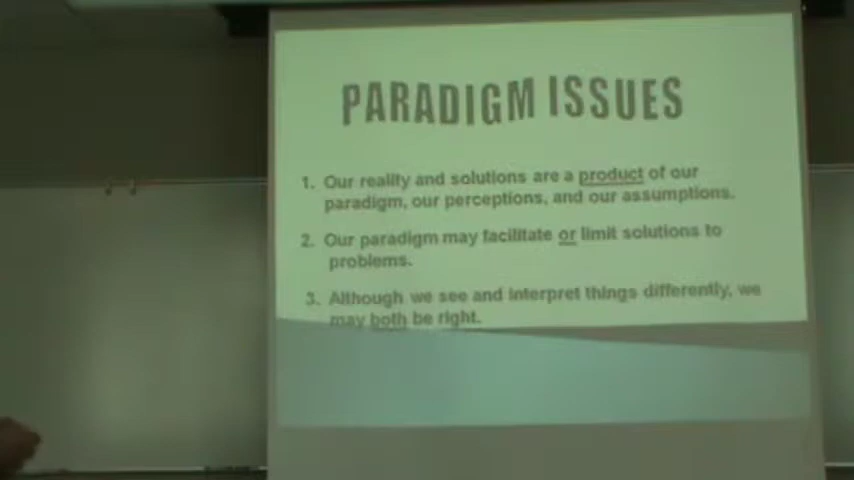 PARADIGM ISSUES
1. Our reality and solutions are a product of our
paradigm, our perceptions, and our assumptions.
2. Our paradigm may facilitate or limit solutions to
problems.
3. Although we see and interpret things differently, we
may both be right.